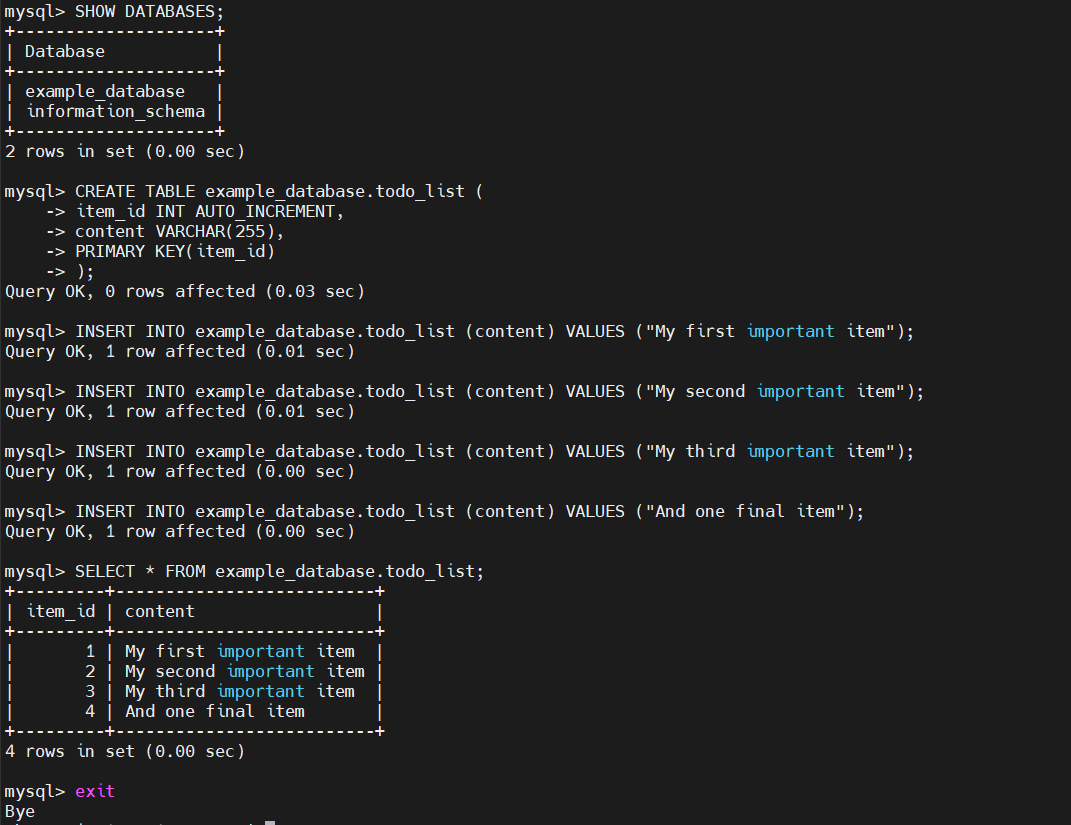 mysql> SHOW DATABASES;
+--------------------+
| Database           |
+--------------------+
| example_database   |
| information_schema |
+--------------------+
2 rows in set (0.00 sec)
mysql> CREATE TABLE example_database.todo_list (
    -> item_id INT AUTO_INCREMENT,
    -> content VARCHAR(255),
    -> PRIMARY KEY(item_id)
    -> );
Query OK, 0 rows affected (0.03 sec)
mysql> INSERT INTO example_database.todo_list (content) VALUES ("My first important item");
Query OK, 1 row affected (0.01 sec)
mysql> INSERT INTO example_database.todo_list (content) VALUES ("My second important item");
Query OK, 1 row affected (0.01 sec)
mysql> INSERT INTO example_database.todo_list (content) VALUES ("My third important item");
Query OK, 1 row affected (0.00 sec)
mysql> INSERT INTO example_database.todo_list (content) VALUES ("And one final item");
Query OK, 1 row affected (0.00 sec)
mysql> SELECT * FROM example_database.todo_list;
+---------+--------------------------+
| item_id | content                  |
+---------+--------------------------+
|       1 | My first important item  |
|       2 | My second important item |
|       3 | My third important item  |
|       4 | And one final item       |
+---------+--------------------------+
4 rows in set (0.00 sec)
mysql> exit
Bye